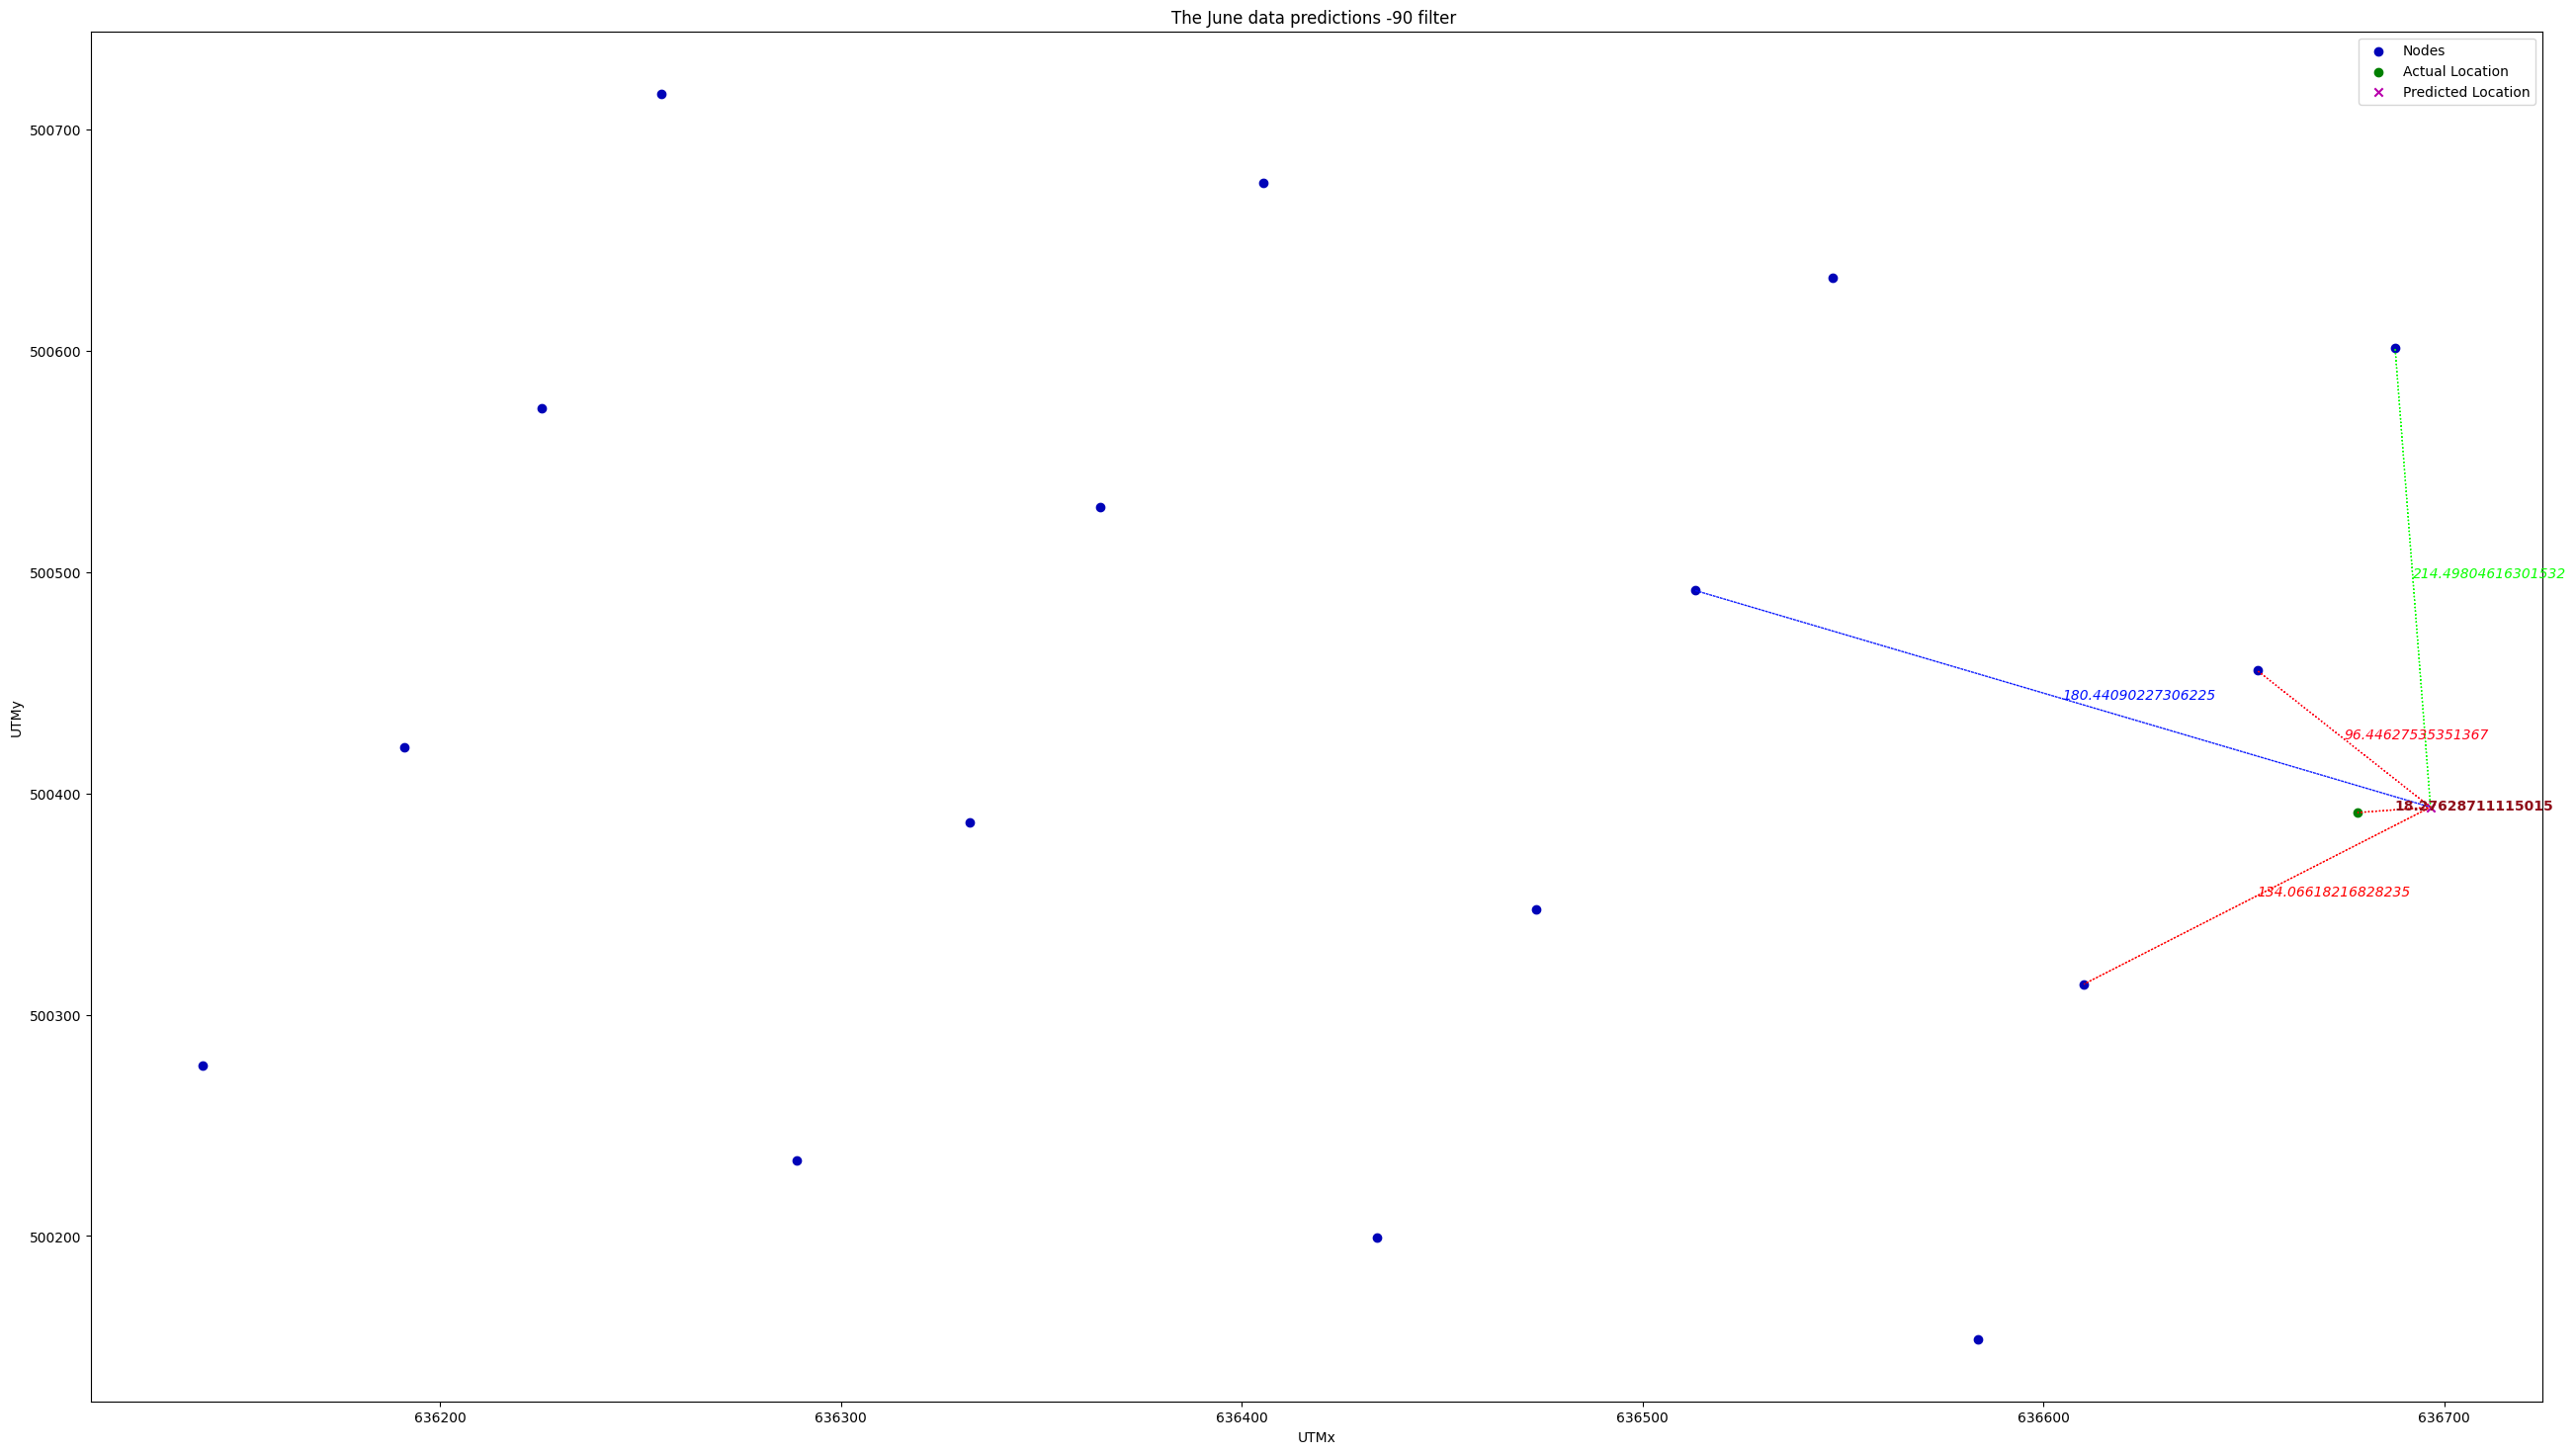 The June data predictions -90 filter
Nodes
Actual Location
Predicted Location
500700
500600
500500
500400
500300
500200
UTMy
214.49804616301532
180.44090227306225
96.44627535351367
134.06618216828235
636200
636300
636400
636500
636600
636700
UTMx